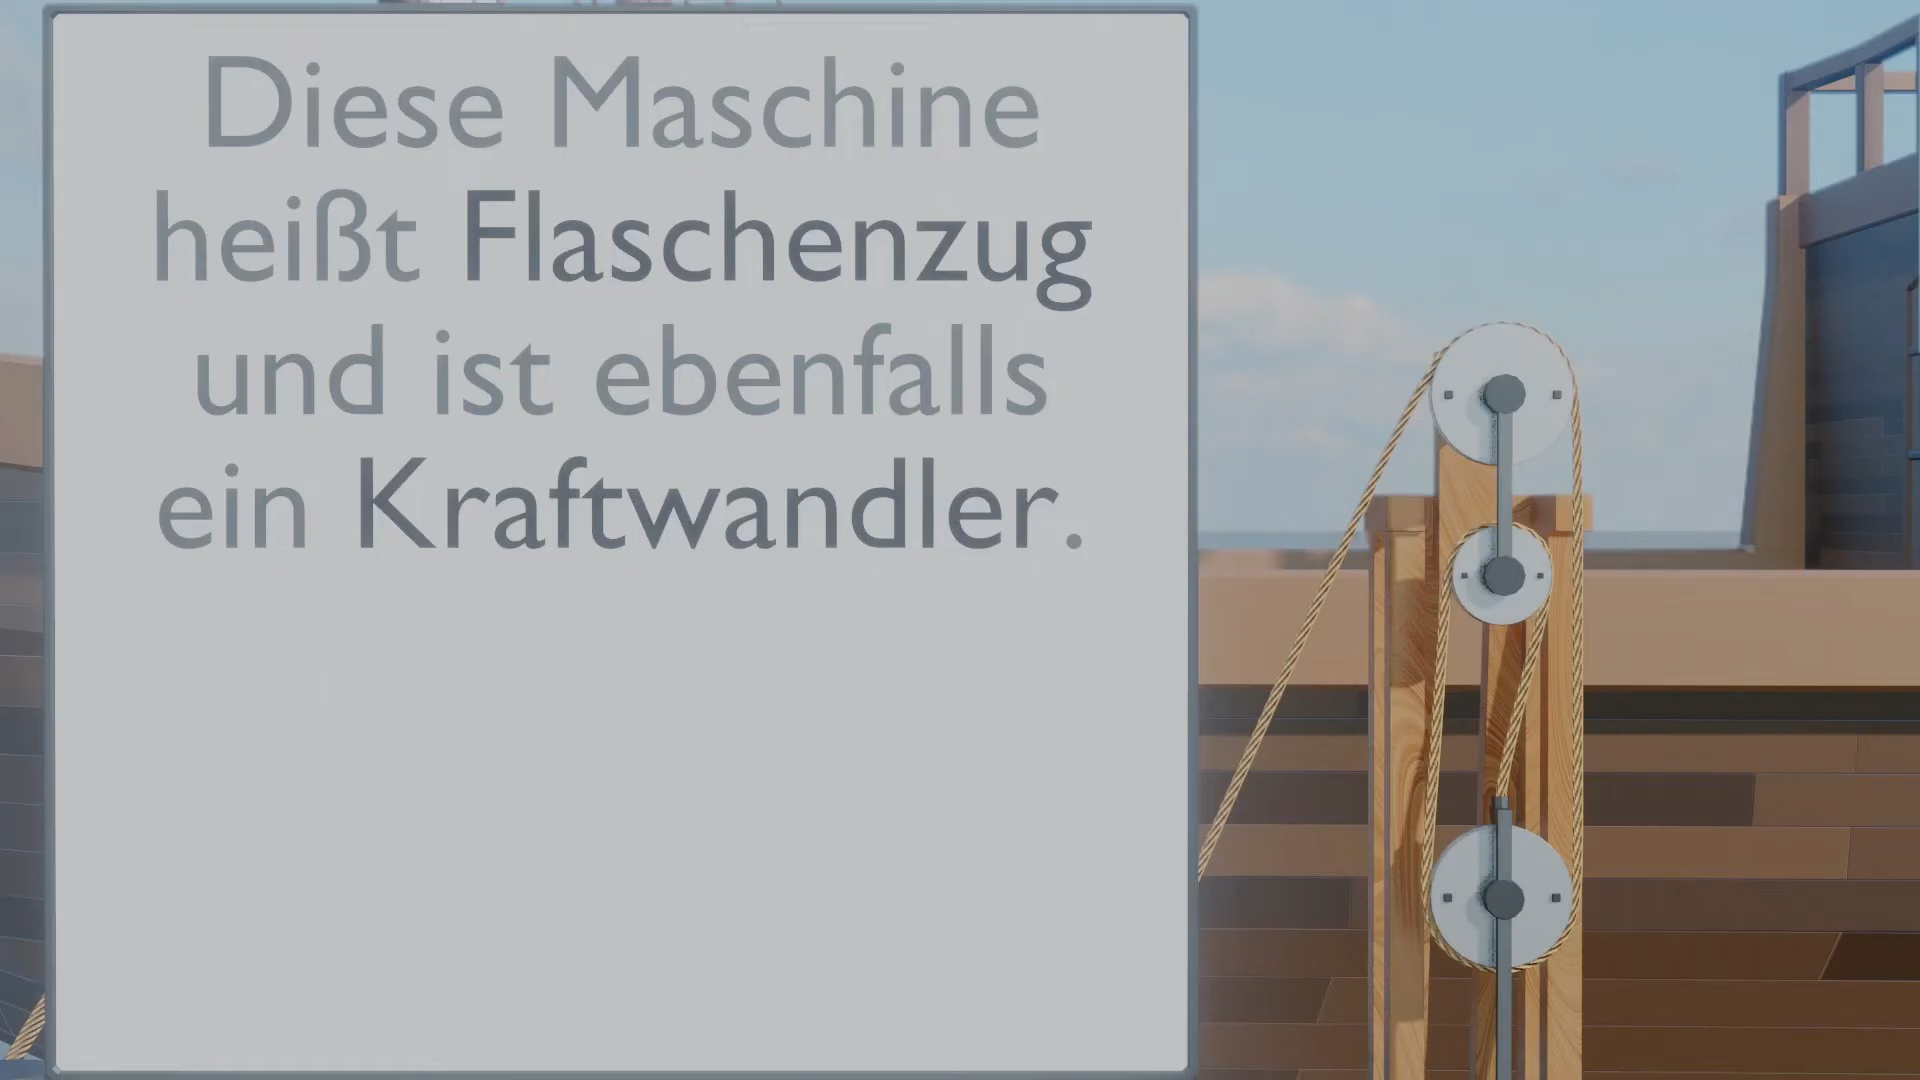 Diese Maschine
heißt Flaschenzug
und ist ebenfalls
ein Kraftwandler.